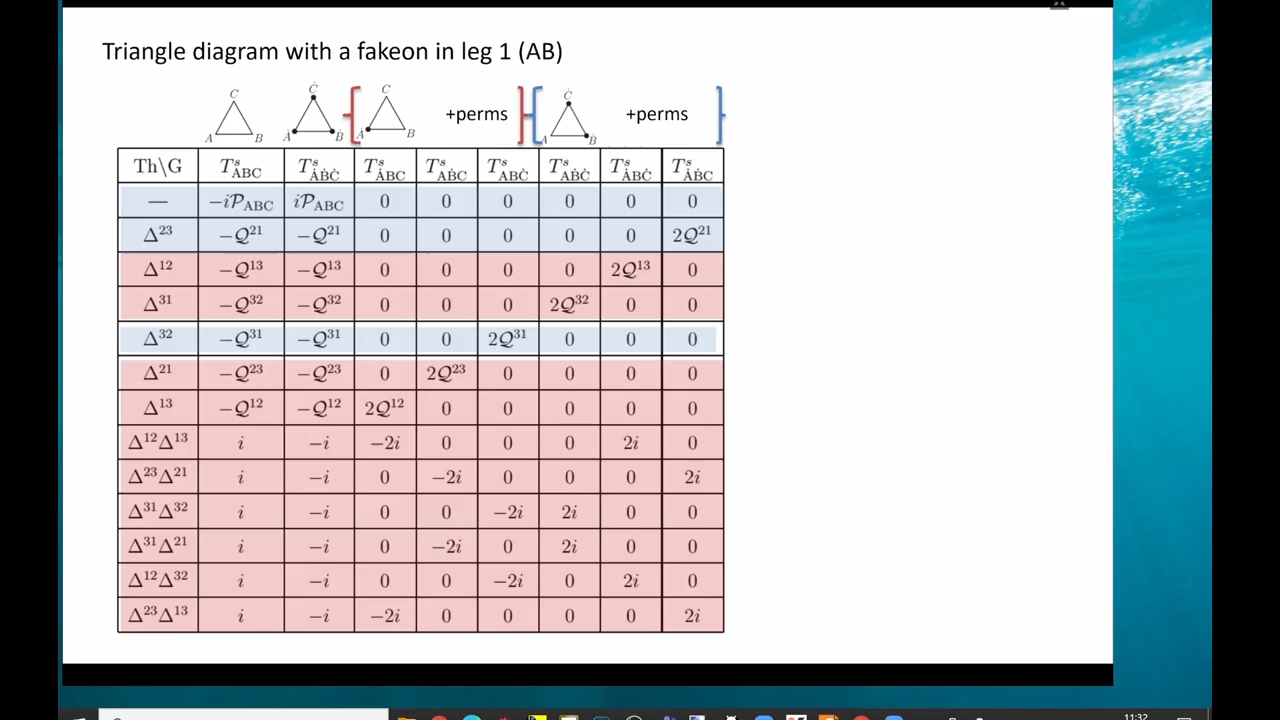 Triangle diagram with a fakeon in leg 1 (AB)
C A B Ċ Ȧ Ḃ C Ȧ B +perms Ċ A Ḃ +perms
Th\G T^s_ABC T^s_ȦḂĊ T^s_ȦBC T^s_AḂC T^s_ABĊ T^s_AḂĊ T^s_ȦBĊ T^s_ȦḂC
— −i𝒫_ABC i𝒫_ABC 0 0 0 0 0 0
Δ^23 −𝒬^21 −𝒬^21 0 0 0 0 0 2𝒬^21
Δ^12 −𝒬^13 −𝒬^13 0 0 0 0 2𝒬^13 0
Δ^31 −𝒬^32 −𝒬^32 0 0 0 2𝒬^32 0 0
Δ^32 −𝒬^31 −𝒬^31 0 0 2𝒬^31 0 0 0
Δ^21 −𝒬^23 −𝒬^23 0 2𝒬^23 0 0 0 0
Δ^13 −𝒬^12 −𝒬^12 2𝒬^12 0 0 0 0 0
Δ^12Δ^13 i −i −2i 0 0 0 2i 0
Δ^23Δ^21 i −i 0 −2i 0 0 0 2i
Δ^31Δ^32 i −i 0 0 −2i 2i 0 0
Δ^31Δ^21 i −i 0 −2i 0 2i 0 0
Δ^12Δ^32 i −i 0 0 −2i 0 2i 0
Δ^23Δ^13 i −i −2i 0 0 0 0 2i
11:32